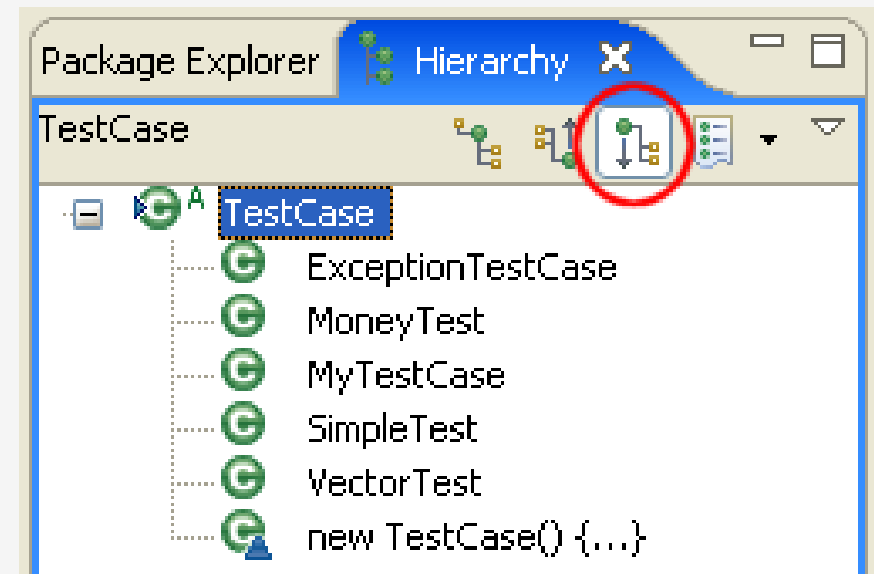 Package Explorer Hierarchy
TestCase
A TestCase
C ExceptionTestCase
C MoneyTest
C MyTestCase
C SimpleTest
C VectorTest
C new TestCase() {...}